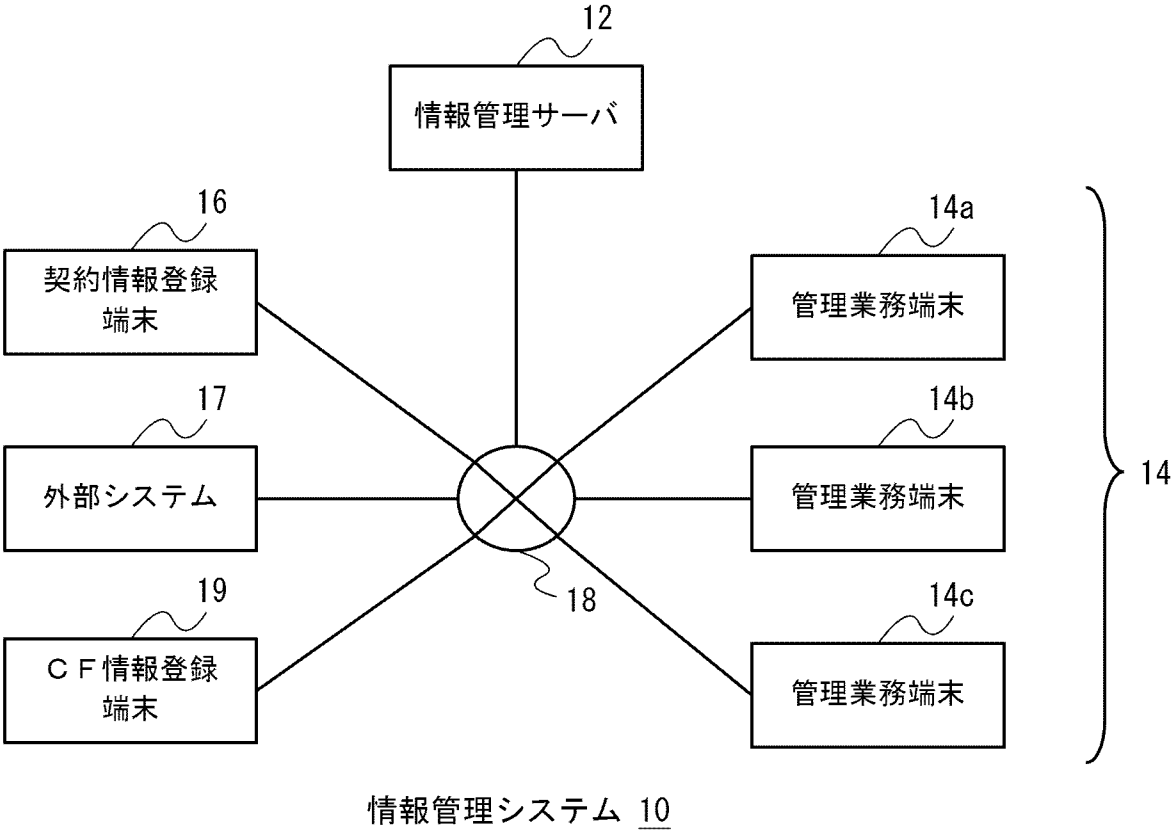 12
情報管理サーバ
16
契約情報登録
端末
14a
管理業務端末
17
外部システム
14b
管理業務端末
14
18
19
ＣＦ情報登録
端末
14c
管理業務端末
情報管理システム 10